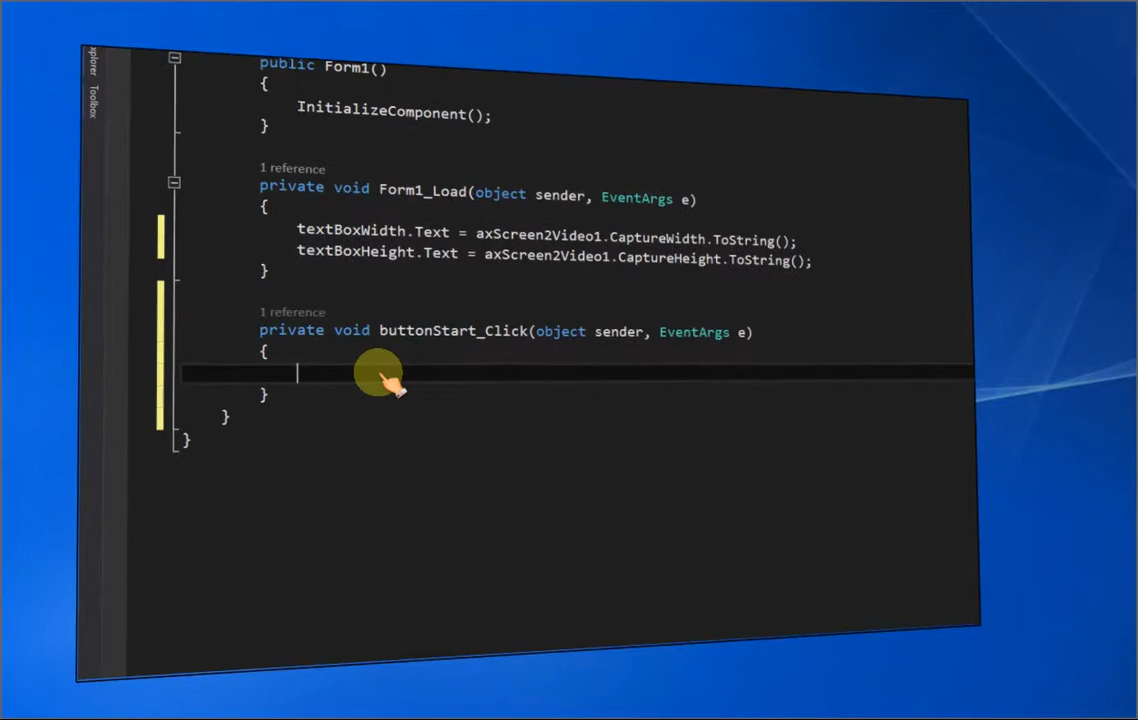 xplorer
Toolbox
public Form1()
{
InitializeComponent();
}
1 reference
private void Form1_Load(object sender, EventArgs e)
{
textBoxWidth.Text = axScreen2Video1.CaptureWidth.ToString();
textBoxHeight.Text = axScreen2Video1.CaptureHeight.ToString();
}
1 reference
private void buttonStart_Click(object sender, EventArgs e)
{
}
}
}